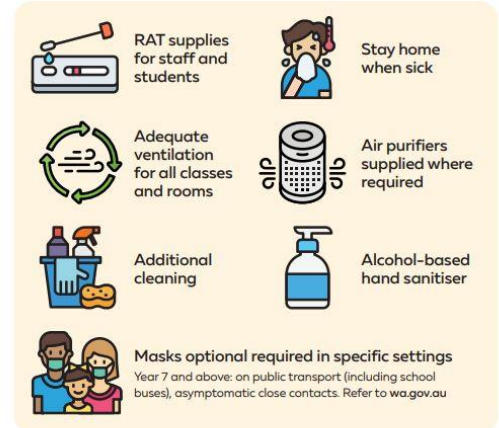 RAT supplies
for staff and
students
Stay home
when sick
Adequate
ventilation
for all classes
and rooms
Air purifiers
supplied where
required
Additional
cleaning
Alcohol-based
hand sanitiser
Masks optional required in specific settings
Year 7 and above: on public transport (including school
buses), asymptomatic close contacts. Refer to wa.gov.au